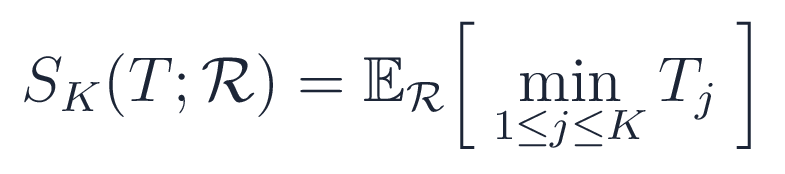 $S_K(T; \mathcal{R}) = \mathbb{E}_{\mathcal{R}} \left[ \min_{1 \leq j \leq K} T_j \right]$